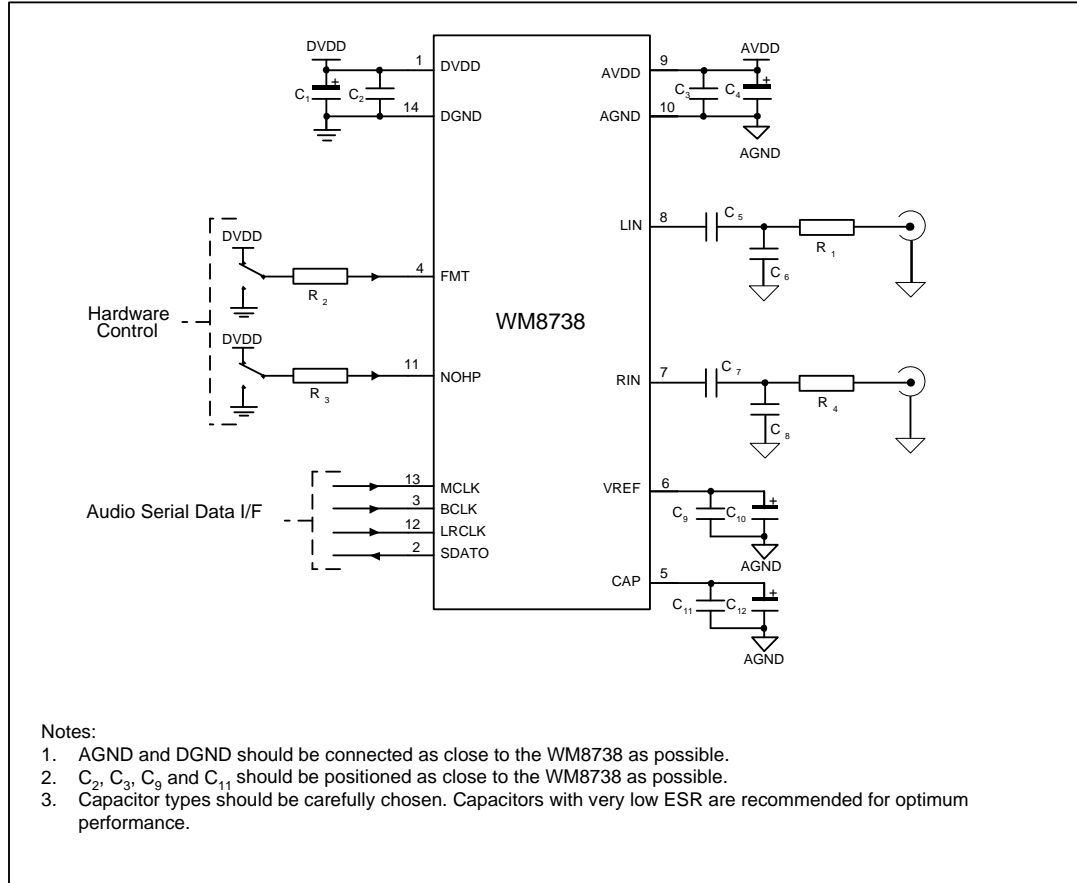 DVDD
AVDD
1
DVDD
9
AVDD
C1
C2
C3
C4
14
DGND
10
AGND
AGND
LIN
8
C5
R1
C6
DVDD
4
FMT
R2
Hardware
Control
WM8738
DVDD
11
NOHP
R3
RIN
7
C7
R4
C8
Audio Serial Data I/F
13
MCLK
3
BCLK
12
LRCLK
2
SDATO
VREF
6
C9
C10
AGND
CAP
5
C11
C12
AGND
+
+
+
+
Notes:
1. AGND and DGND should be connected as close to the WM8738 as possible.
2. C2, C3, C9 and C11 should be positioned as close to the WM8738 as possible.
3. Capacitor types should be carefully chosen. Capacitors with very low ESR are recommended for optimum
performance.